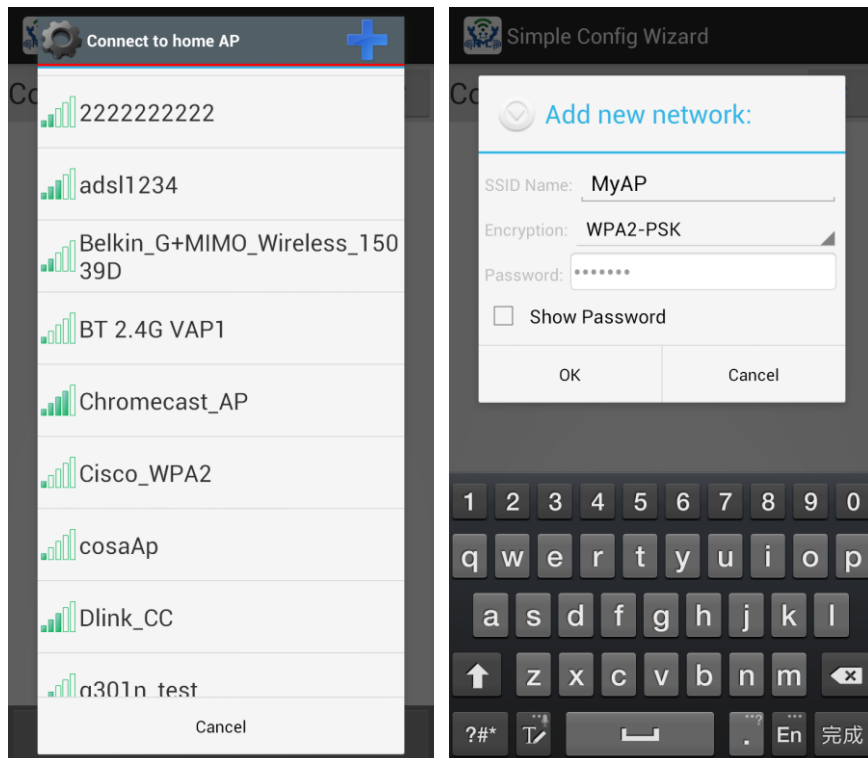 Connect to home AP
2222222222
adsl1234
Belkin_G+MIMO_Wireless_150
39D
BT 2.4G VAP1
Chromecast_AP
Cisco_WPA2
cosaAp
Dlink_CC
Cancel
Simple Config Wizard
Add new network:
SSID Name: MyAP
Encryption: WPA2-PSK
Password: •••••••
Show Password
OK Cancel
1 2 3 4 5 6 7 8 9 0
q w e r t y u i o p
a s d f g h j k l
z x c v b n m
?#* T . En 完成